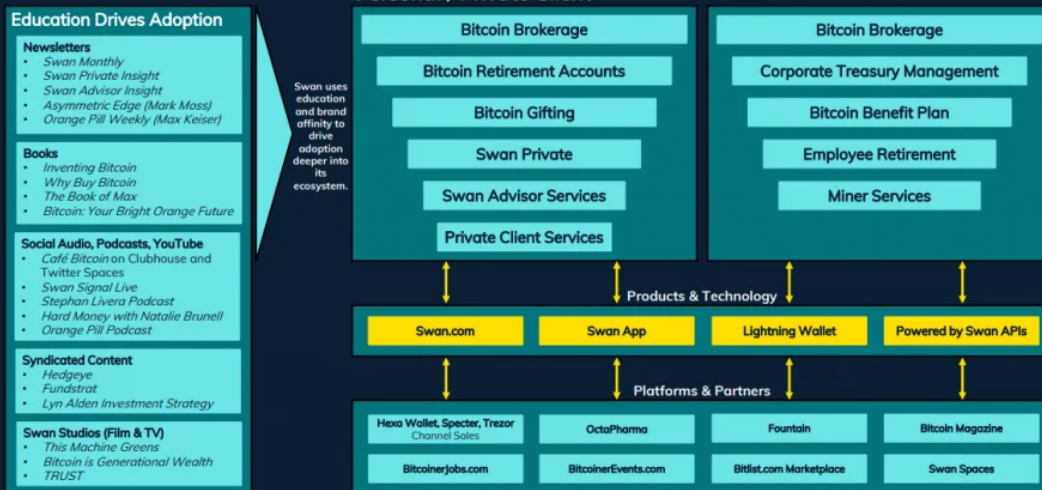 Education Drives Adoption
Newsletters
• Swan Monthly
• Swan Private Insight
• Swan Advisor Insight
• Asymmetric Edge (Mark Moss)
• Orange Pill Weekly (Max Keiser)
Books
• Inventing Bitcoin
• Why Buy Bitcoin
• The Book of Max
• Bitcoin: Your Bright Orange Future
Social Audio, Podcasts, YouTube
• Café Bitcoin on Clubhouse and
Twitter Spaces
• Swan Signal Live
• Stephan Livera Podcast
• Hard Money with Natalie Brunell
• Orange Pill Podcast
Syndicated Content
• Hedgeye
• Fundstrat
• Lyn Alden Investment Strategy
Swan Studios (Film & TV)
• This Machine Greens
• Bitcoin is Generational Wealth
• TRUST
Swan uses
education
and brand
affinity to
drive
adoption
deeper into
its
ecosystem.
Bitcoin Brokerage
Bitcoin Retirement Accounts
Bitcoin Gifting
Swan Private
Swan Advisor Services
Private Client Services
Bitcoin Brokerage
Corporate Treasury Management
Bitcoin Benefit Plan
Employee Retirement
Miner Services
Products & Technology
Swan.com
Swan App
Lightning Wallet
Powered by Swan APIs
Platforms & Partners
Hexa Wallet, Specter, Trezor
Channel Sales
OctaPharma
Fountain
Bitcoin Magazine
BitcoinerJobs.com
BitcoinerEvents.com
Bitlist.com Marketplace
Swan Spaces